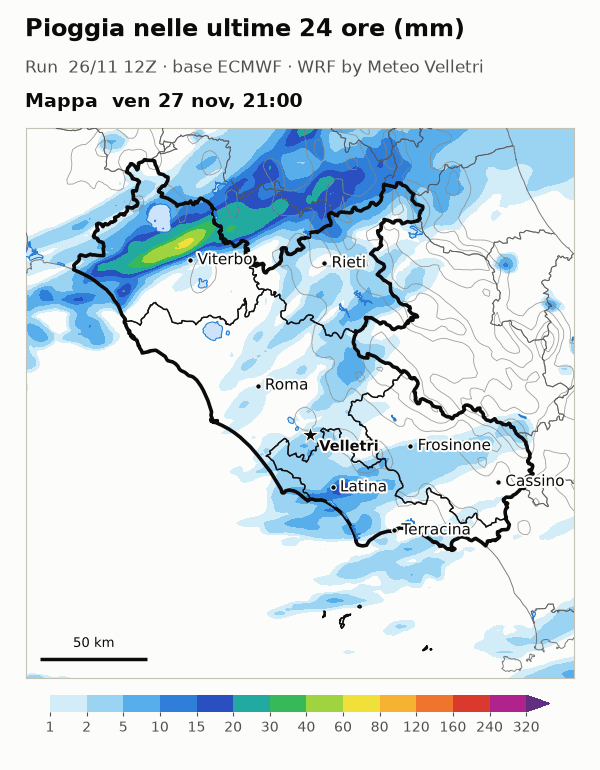 Pioggia nelle ultime 24 ore (mm)
Run 26/11 12Z · base ECMWF · WRF by Meteo Velletri
Mappa ven 27 nov, 21:00
Viterbo
Rieti
Roma
Velletri
Frosinone
Latina
Cassino
Terracina
50 km
1 2 5 10 15 20 30 40 60 80 120 160 240 320